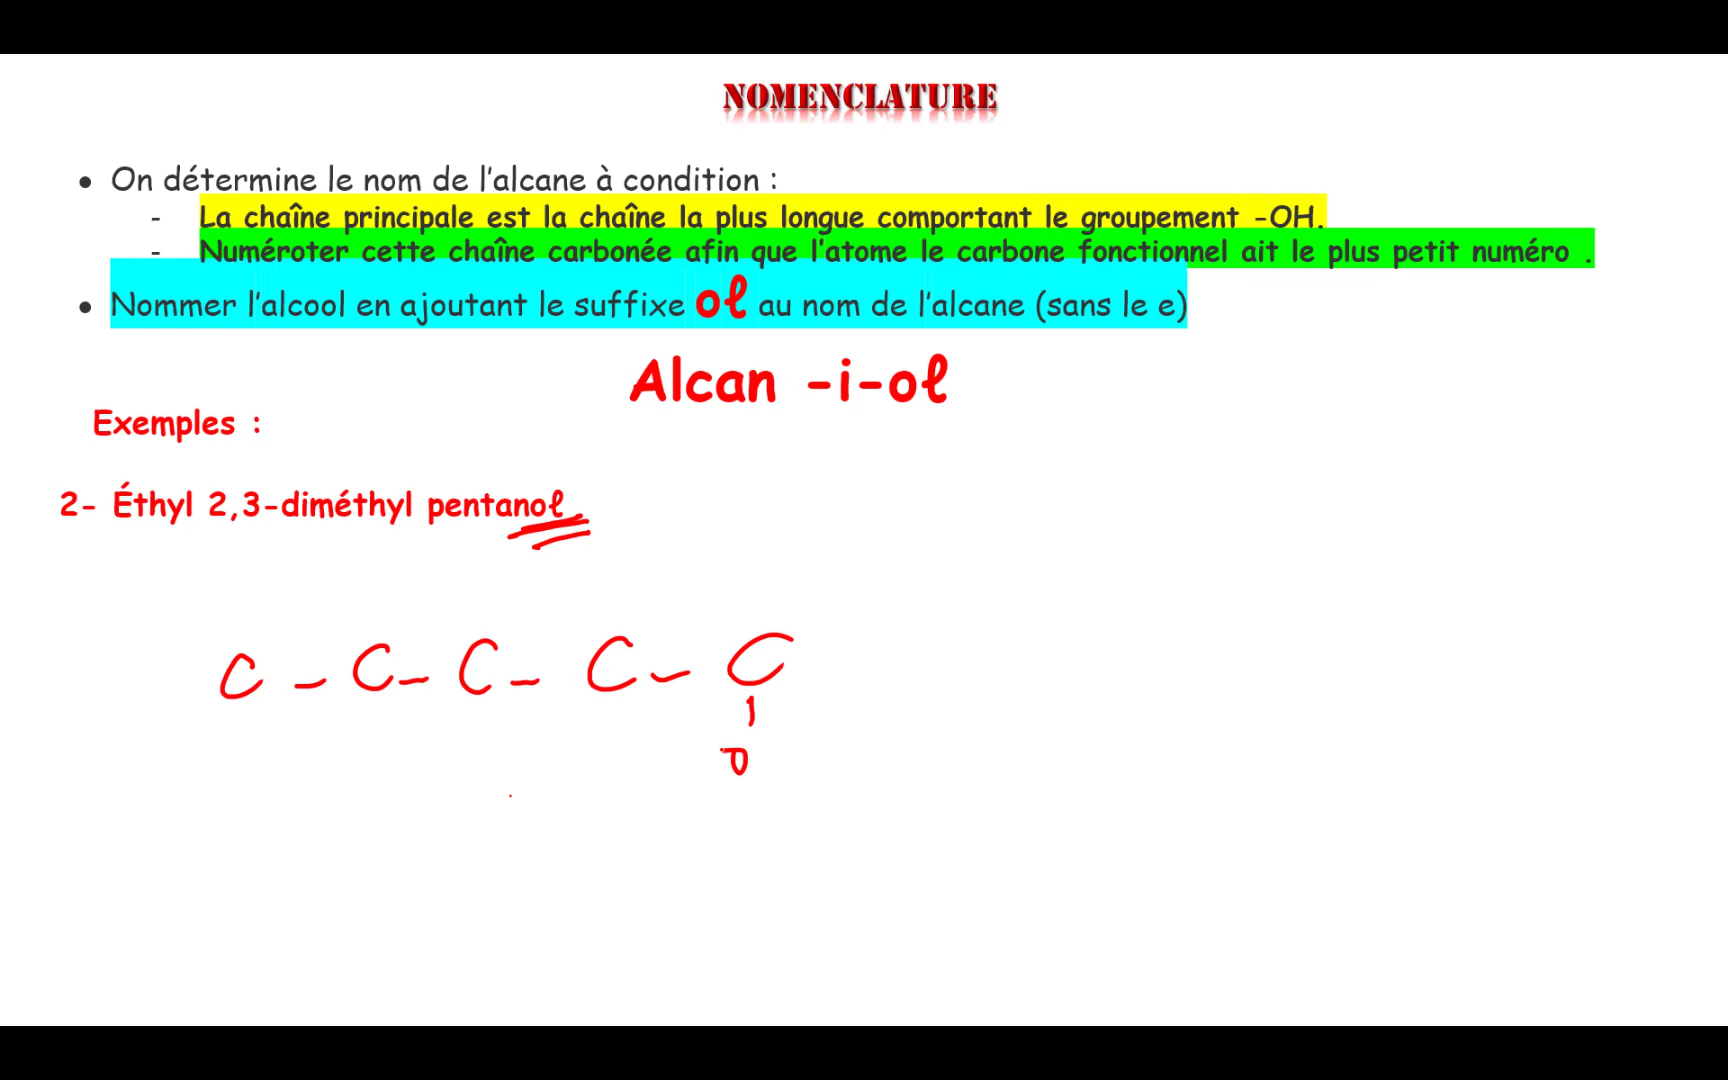 NOMENCLATURE
• On détermine le nom de l'alcane à condition :
- La chaîne principale est la chaîne la plus longue comportant le groupement -OH.
- Numéroter cette chaîne carbonée afin que l'atome le carbone fonctionnel ait le plus petit numéro .
• Nommer l'alcool en ajoutant le suffixe ol au nom de l'alcane (sans le e)
Alcan -i-ol
Exemples :
2- Éthyl 2,3-diméthyl pentanol
C - C - C - C - C